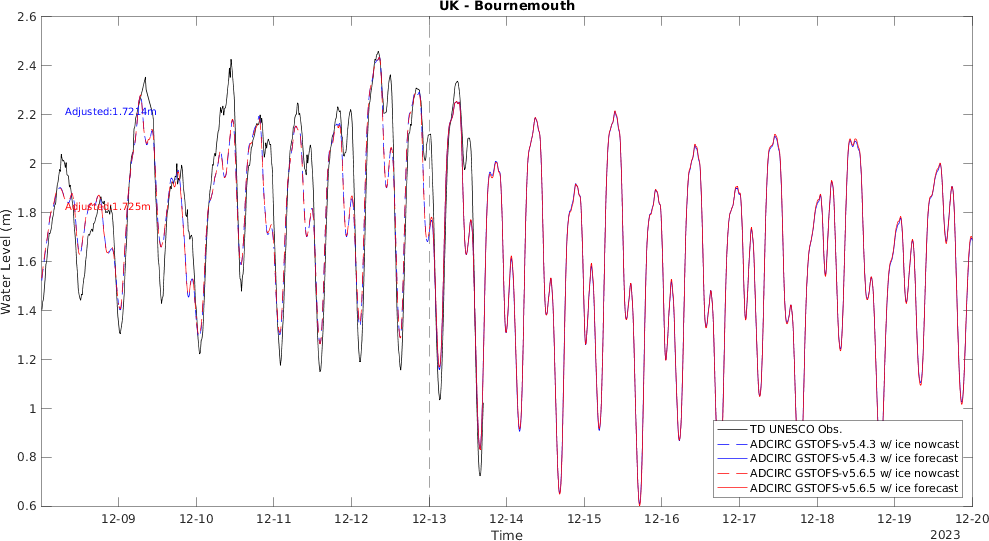 UK - Bournemouth
2.6
2.4
2.2
2
1.8
1.6
1.4
1.2
1
0.8
0.6
Water Level (m)
Adjusted:1.7214m
Adjusted:1.725m
TD UNESCO Obs.
ADCIRC GSTOFS-v5.4.3 w/ ice nowcast
ADCIRC GSTOFS-v5.4.3 w/ ice forecast
ADCIRC GSTOFS-v5.6.5 w/ ice nowcast
ADCIRC GSTOFS-v5.6.5 w/ ice forecast
12-09 12-10 12-11 12-12 12-13 12-14 12-15 12-16 12-17 12-18 12-19 12-20
Time
2023